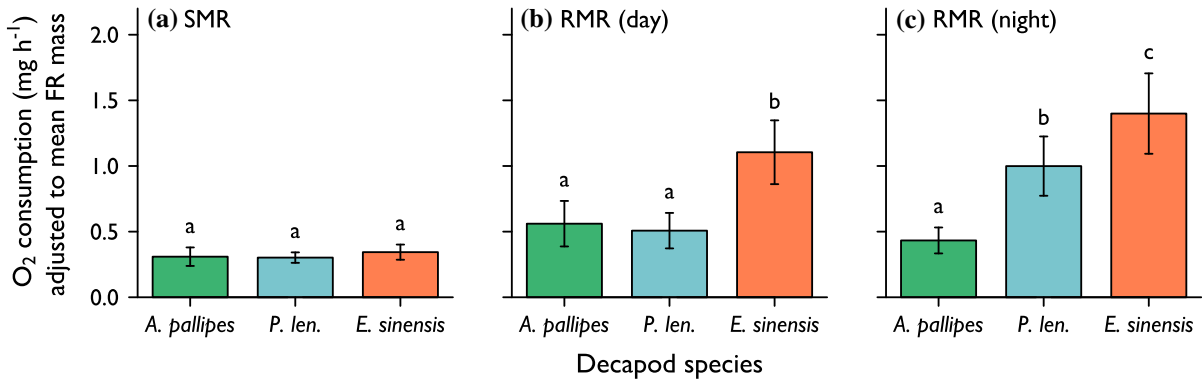 O₂ consumption (mg h⁻¹)
adjusted to mean FR mass
(a) SMR
2.0
1.5
1.0
0.5
0.0
a
a
a
A. pallipes
P. len.
E. sinensis
(b) RMR (day)
a
a
b
A. pallipes
P. len.
E. sinensis
(c) RMR (night)
a
b
c
A. pallipes
P. len.
E. sinensis
Decapod species